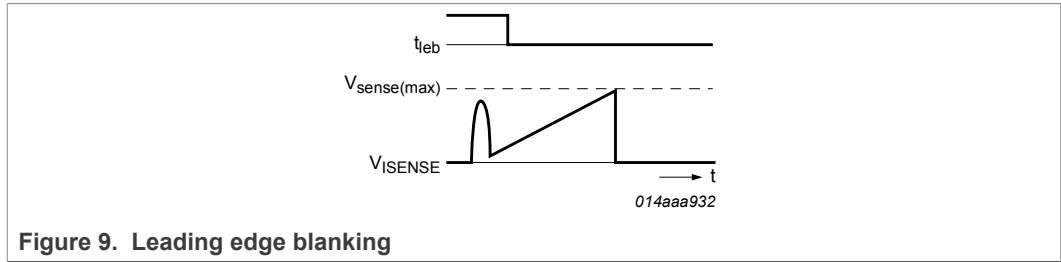 tleb
Vsense(max)
VISENSE
t
014aaa932
Figure 9. Leading edge blanking